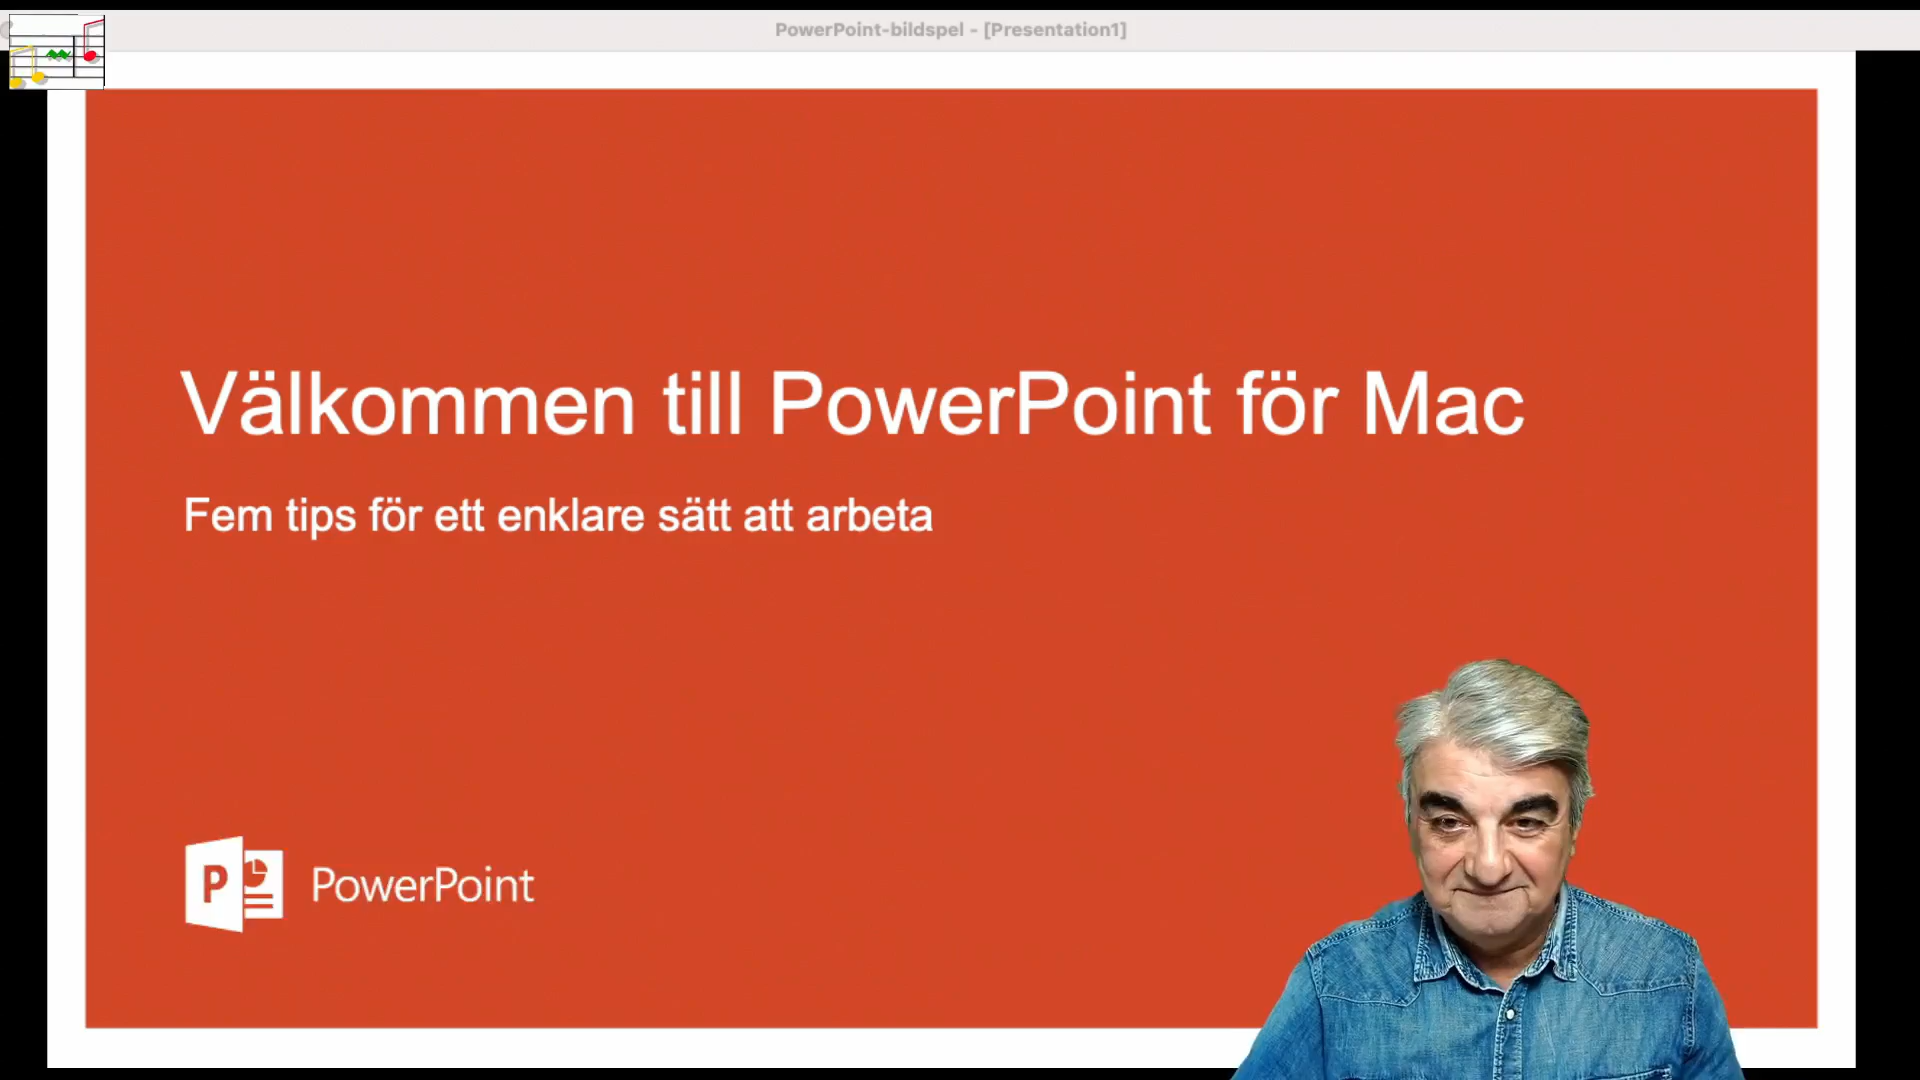 PowerPoint-bildspel - [Presentation1]
Välkommen till PowerPoint för Mac
Fem tips för ett enklare sätt att arbeta
P
PowerPoint